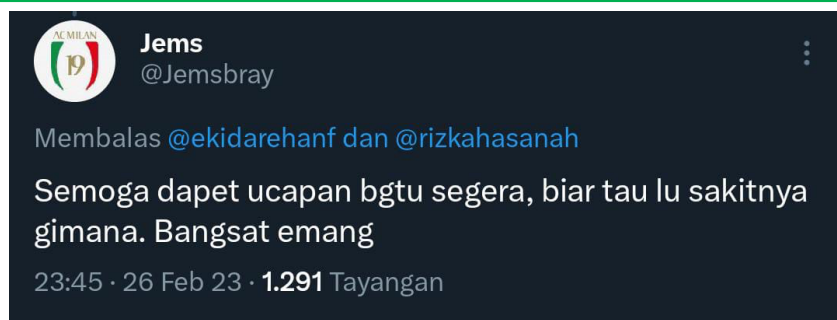 AC MILAN
19
Jems
@Jemsbray
Membalas @ekidarehanf dan @rizkahasanah
Semoga dapet ucapan bgtu segera, biar tau lu sakitnya
gimana. Bangsat emang
23:45 · 26 Feb 23 · 1.291 Tayangan